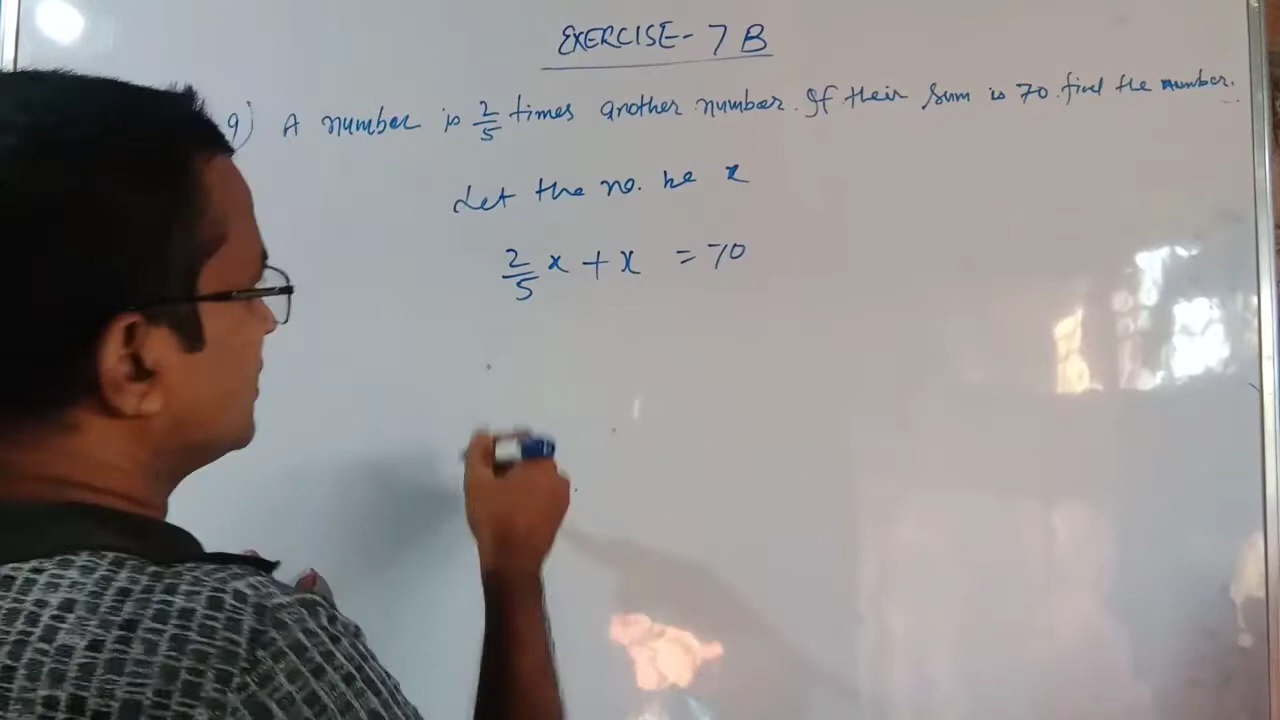 EXERCISE - 7 B
9) A number is 2/5 times another number. If their sum is 70. find the number.
Let the no. be x
2/5 x + x = 70